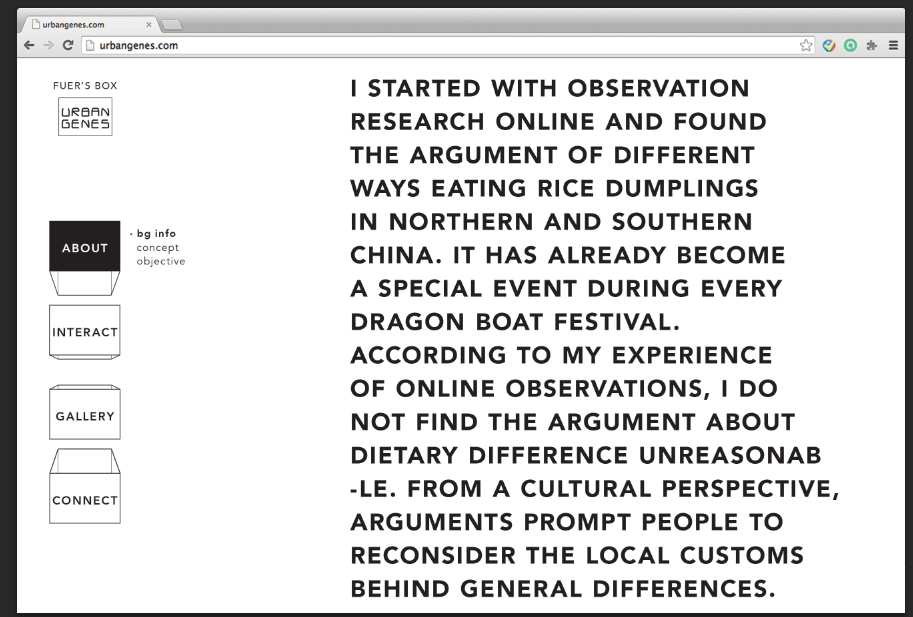 urbangenes.com
urbangenes.com
FUER'S BOX
URBAN
GENES
ABOUT
· bg info
concept
objective
INTERACT
GALLERY
CONNECT
I STARTED WITH OBSERVATION
RESEARCH ONLINE AND FOUND
THE ARGUMENT OF DIFFERENT
WAYS EATING RICE DUMPLINGS
IN NORTHERN AND SOUTHERN
CHINA. IT HAS ALREADY BECOME
A SPECIAL EVENT DURING EVERY
DRAGON BOAT FESTIVAL.
ACCORDING TO MY EXPERIENCE
OF ONLINE OBSERVATIONS, I DO
NOT FIND THE ARGUMENT ABOUT
DIETARY DIFFERENCE UNREASONAB
-LE. FROM A CULTURAL PERSPECTIVE,
ARGUMENTS PROMPT PEOPLE TO
RECONSIDER THE LOCAL CUSTOMS
BEHIND GENERAL DIFFERENCES.